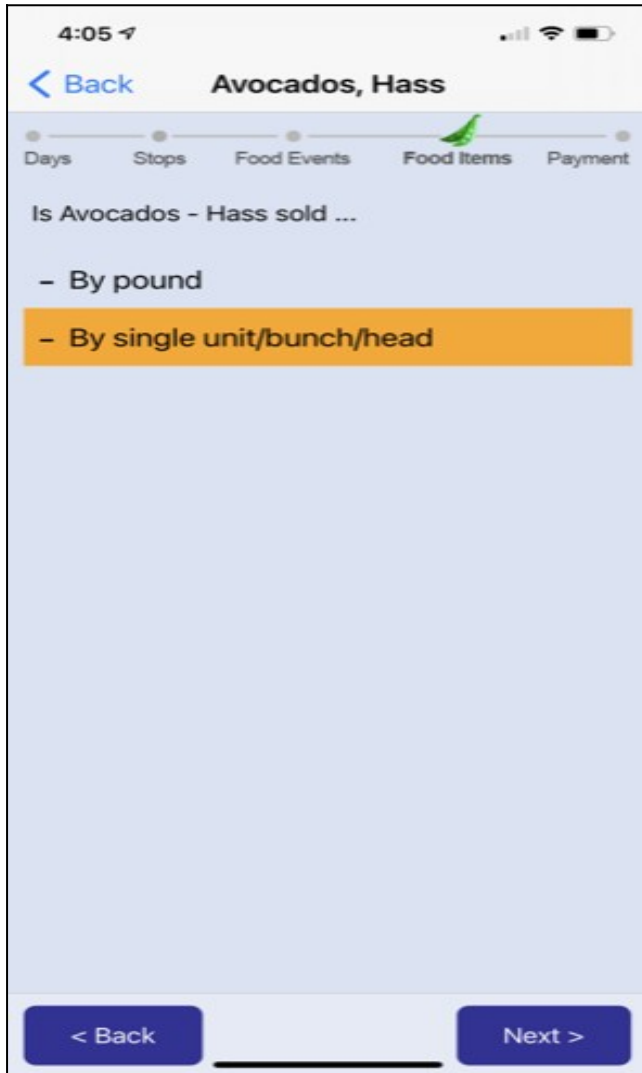 4:05
Back Avocados, Hass
Days Stops Food Events Food Items Payment
Is Avocados - Hass sold ...
- By pound
- By single unit/bunch/head
< Back Next >